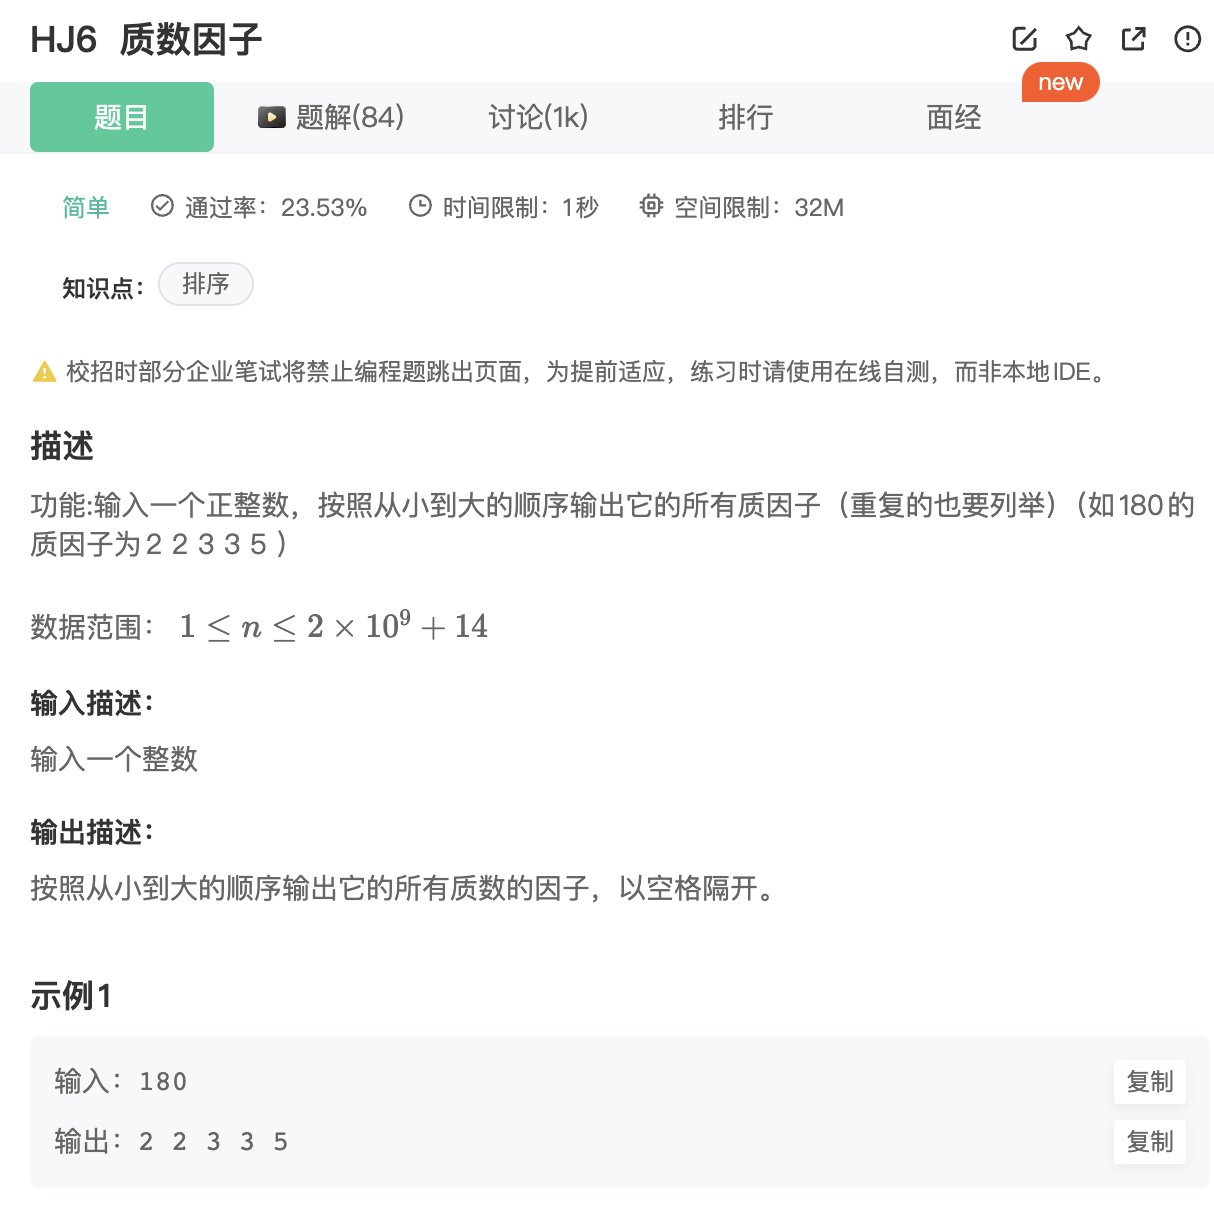 HJ6 质数因子
new
题目 题解(84) 讨论(1k) 排行 面经
简单 通过率：23.53% 时间限制：1秒 空间限制：32M
知识点： 排序
校招时部分企业笔试将禁止编程题跳出页面，为提前适应，练习时请使用在线自测，而非本地IDE。
描述
功能:输入一个正整数，按照从小到大的顺序输出它的所有质因子（重复的也要列举）（如180的
质因子为2 2 3 3 5 ）
数据范围： 1 ≤ n ≤ 2 × 10⁹ + 14
输入描述：
输入一个整数
输出描述：
按照从小到大的顺序输出它的所有质数的因子，以空格隔开。
示例1
输入：180 复制
输出：2 2 3 3 5 复制